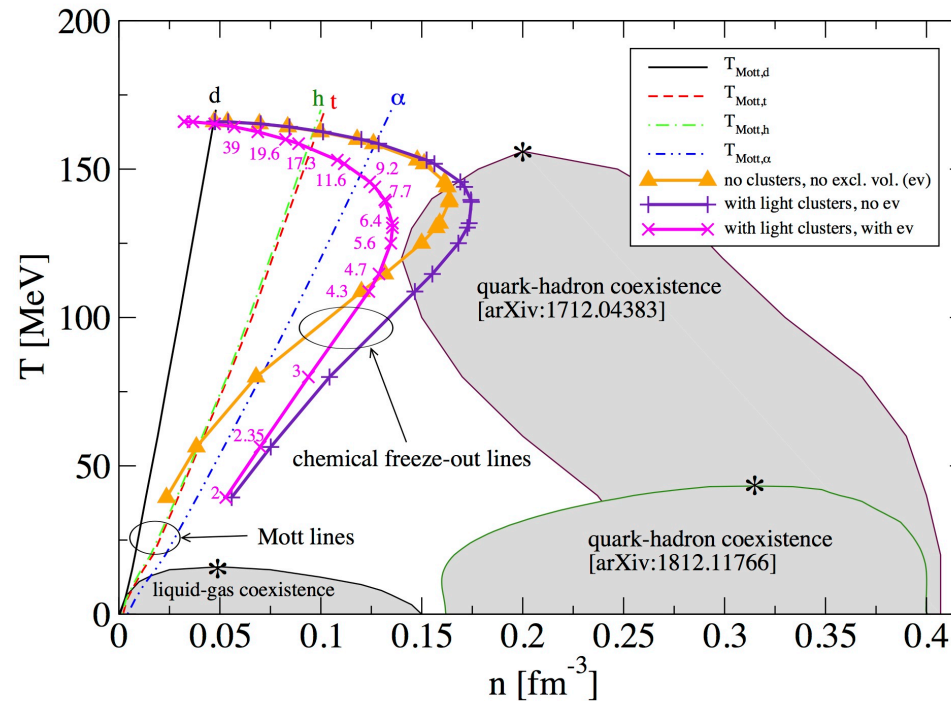 200
150
100
50
0
T [MeV]
0
0.05
0.1
0.15
0.2
0.25
0.3
0.35
0.4
n [fm⁻³]
d
h
t
α
T_Mott,d
T_Mott,t
T_Mott,h
T_Mott,α
no clusters, no excl. vol. (ev)
with light clusters, no ev
with light clusters, with ev
39
19.6
17.3
11.6
9.2
7.7
6.4
5.6
4.7
4.3
3
2.35
2
*
quark-hadron coexistence
[arXiv:1712.04383]
chemical freeze-out lines
*
quark-hadron coexistence
[arXiv:1812.11766]
Mott lines
*
liquid-gas coexistence